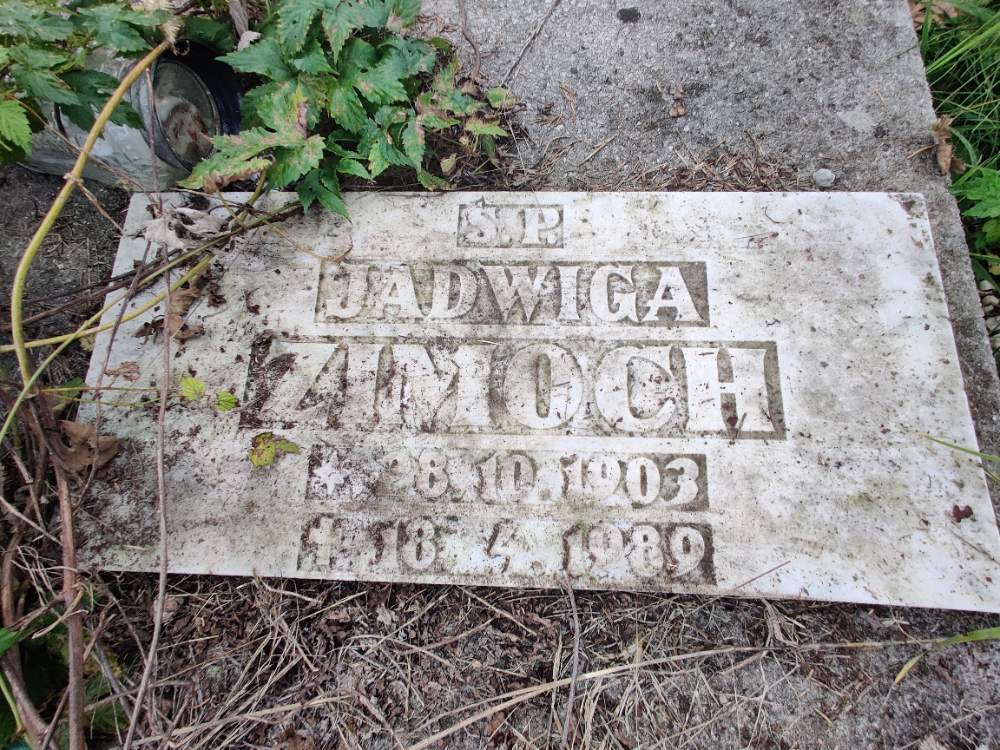 Ś.P.
JADWIGA
ZIMOCH
* 28.10.1903
† 18. 4. 1989